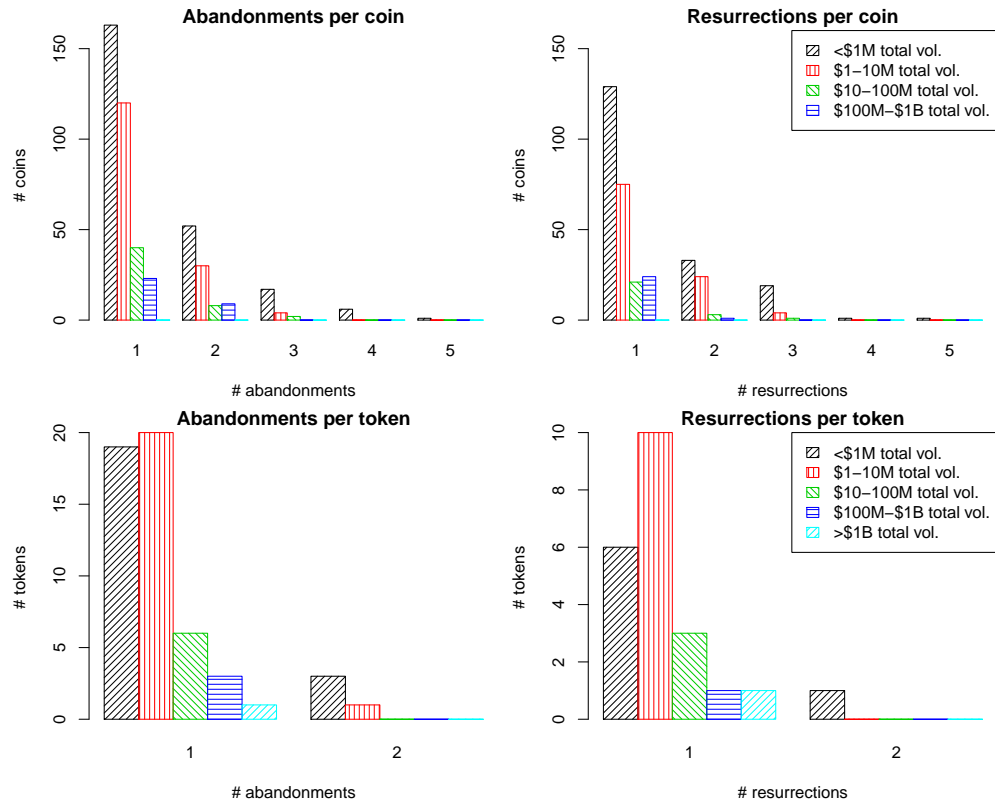 Abandonments per coin
# coins
0 50 100 150
1 2 3 4 5
# abandonments
Resurrections per coin
<$1M total vol.
$1−10M total vol.
$10−100M total vol.
$100M−$1B total vol.
# coins
0 50 100 150
1 2 3 4 5
# resurrections
Abandonments per token
# tokens
0 5 10 15 20
1 2
# abandonments
Resurrections per token
<$1M total vol.
$1−10M total vol.
$10−100M total vol.
$100M−$1B total vol.
>$1B total vol.
# tokens
0 2 4 6 8 10
1 2
# resurrections